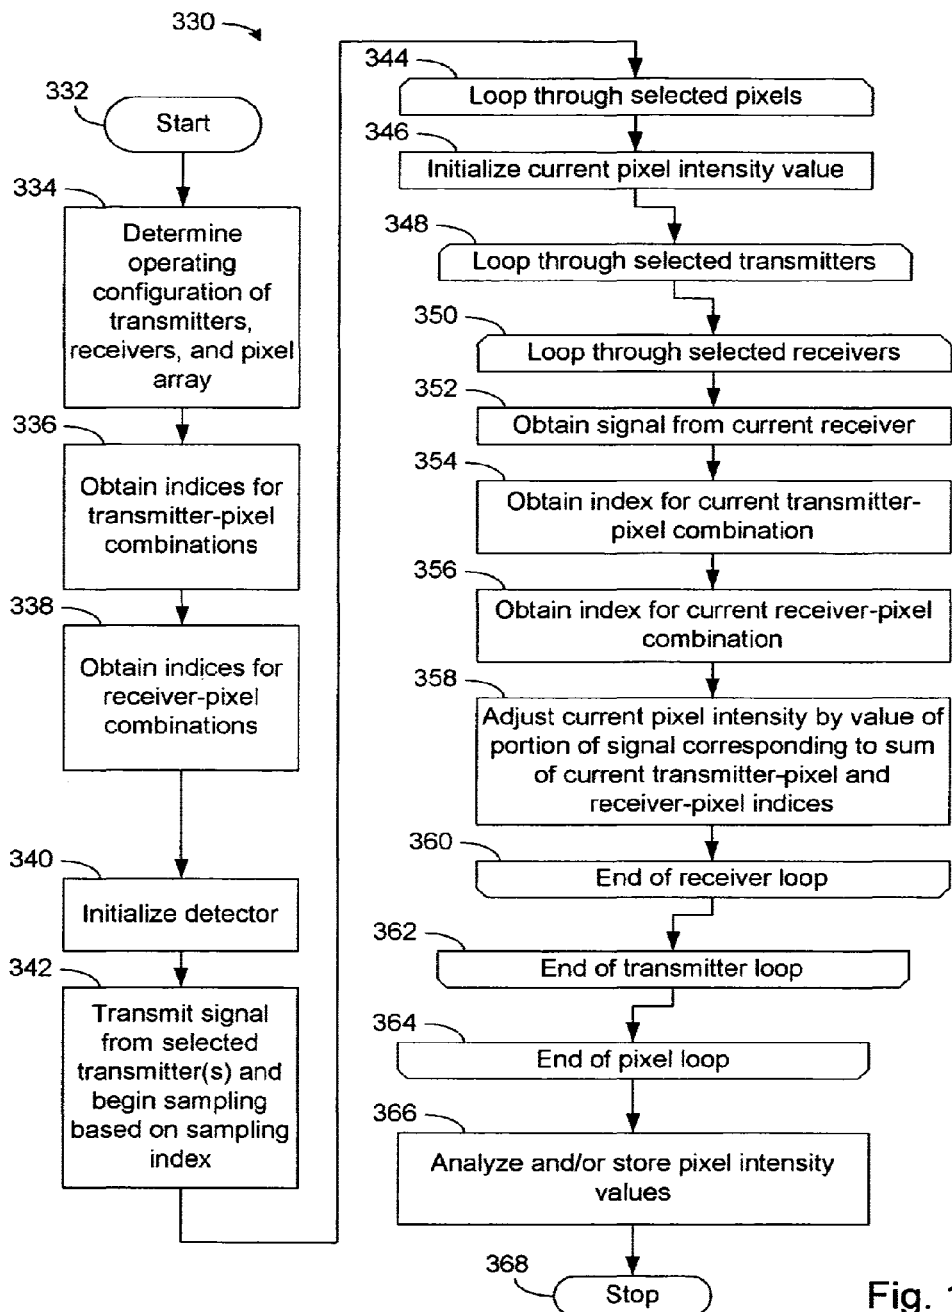 330
332
Start
334
Determine
operating
configuration of
transmitters,
receivers, and pixel
array
336
Obtain indices for
transmitter-pixel
combinations
338
Obtain indices for
receiver-pixel
combinations
340
Initialize detector
342
Transmit signal
from selected
transmitter(s) and
begin sampling
based on sampling
index
344
Loop through selected pixels
346
Initialize current pixel intensity value
348
Loop through selected transmitters
350
Loop through selected receivers
352
Obtain signal from current receiver
354
Obtain index for current transmitter-
pixel combination
356
Obtain index for current receiver-pixel
combination
358
Adjust current pixel intensity by value of
portion of signal corresponding to sum
of current transmitter-pixel and
receiver-pixel indices
360
End of receiver loop
362
End of transmitter loop
364
End of pixel loop
366
Analyze and/or store pixel intensity
values
368
Stop
Fig.